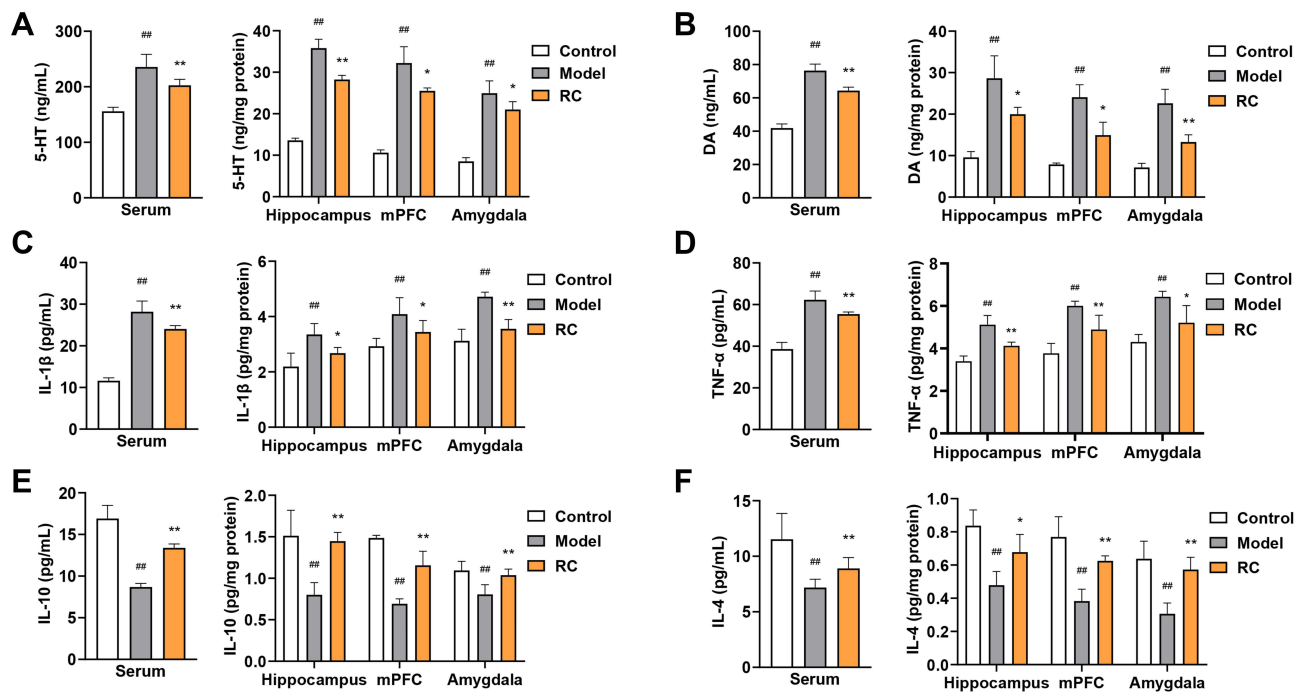 A
5-HT (ng/mL)
300
200
100
0
##
**
Serum
5-HT (ng/mg protein)
40
30
20
10
0
##
**
##
*
##
*
Hippocampus
mPFC
Amygdala
Control
Model
RC
B
DA (ng/mL)
100
80
60
40
20
0
##
**
Serum
DA (ng/mg protein)
40
30
20
10
0
##
*
##
*
##
**
Hippocampus
mPFC
Amygdala
Control
Model
RC
C
IL-1β (pg/mL)
40
30
20
10
0
##
**
Serum
IL-1β (pg/mg protein)
6
4
2
0
##
*
##
*
##
**
Hippocampus
mPFC
Amygdala
Control
Model
RC
D
TNF-α (pg/mL)
80
60
40
20
0
##
**
Serum
TNF-α (pg/mg protein)
8
6
4
2
0
##
**
##
**
##
*
Hippocampus
mPFC
Amygdala
Control
Model
RC
E
IL-10 (pg/mL)
20
15
10
5
0
##
**
Serum
IL-10 (pg/mg protein)
2.0
1.5
1.0
0.5
0.0
##
**
##
**
##
**
Hippocampus
mPFC
Amygdala
Control
Model
RC
F
IL-4 (pg/mL)
15
10
5
0
##
**
Serum
IL-4 (pg/mg protein)
1.0
0.8
0.6
0.4
0.2
0.0
##
*
##
**
##
**
Hippocampus
mPFC
Amygdala
Control
Model
RC